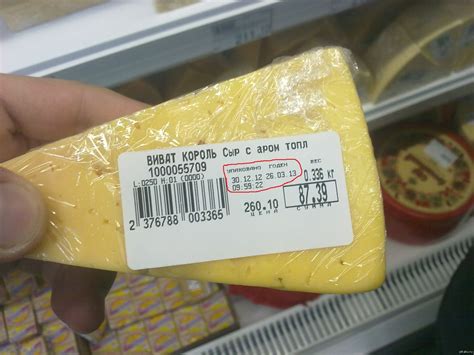 ВИВАТ КОРОЛЬ Сыр с аром топл
1000055709
L:0250 H:01 (0000)
УПАКОВАНО ГОДЕН ВЕС
30.12.12 26.03.13 0.336 кг
09:59:22
260.10 87.39
ЦЕНА
2 376788 003365